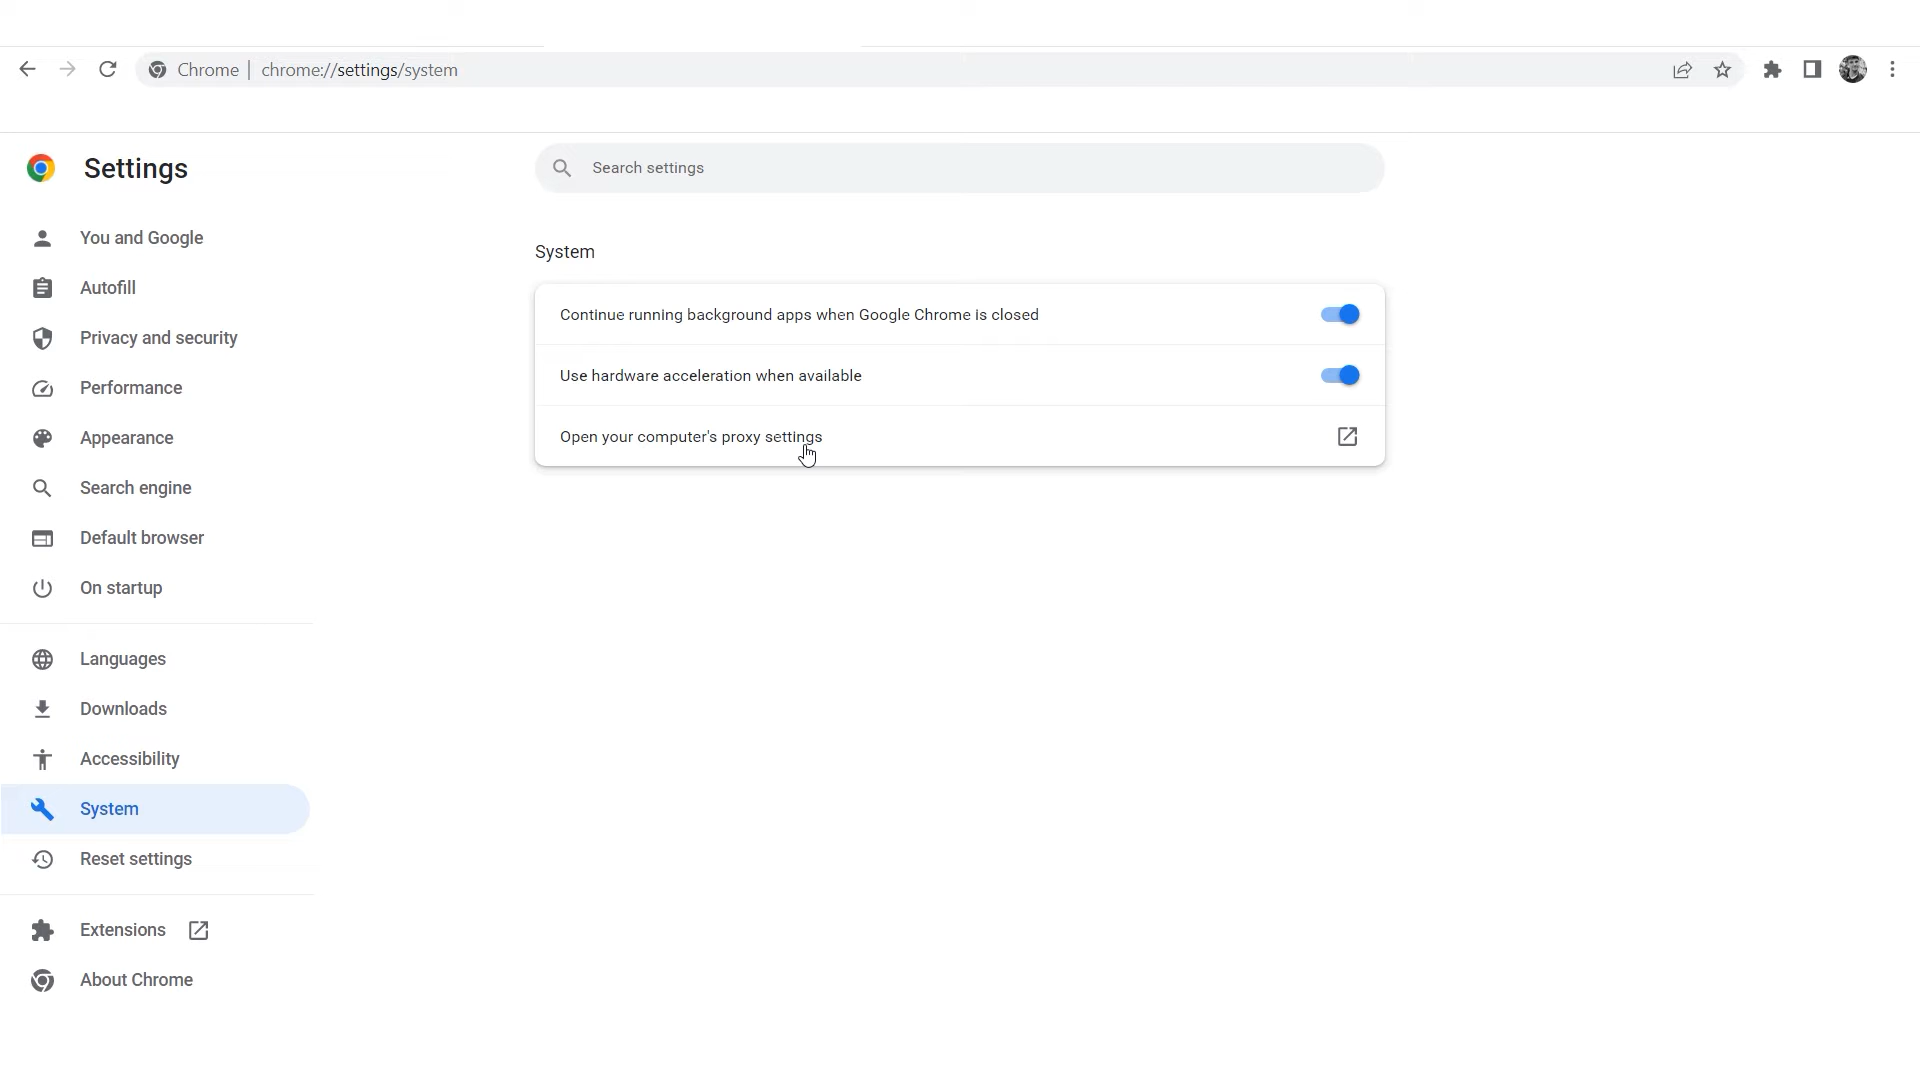 Chrome | chrome://settings/system
Settings
Search settings
You and Google
Autofill
Privacy and security
Performance
Appearance
Search engine
Default browser
On startup
Languages
Downloads
Accessibility
System
Reset settings
Extensions
About Chrome
System
Continue running background apps when Google Chrome is closed
Use hardware acceleration when available
Open your computer's proxy settings